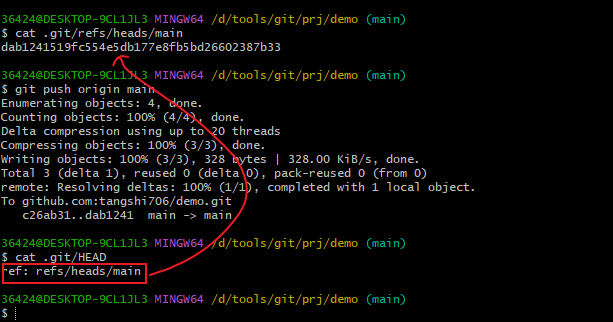 36424@DESKTOP-9CL1JL3 MINGW64 /d/tools/git/prj/demo (main)
$ cat .git/refs/heads/main
dab1241519fc554e5db177e8fb5bd26602387b33
36424@DESKTOP-9CL1JL3 MINGW64 /d/tools/git/prj/demo (main)
$ git push origin main
Enumerating objects: 4, done.
Counting objects: 100% (4/4), done.
Delta compression using up to 20 threads
Compressing objects: 100% (3/3), done.
Writing objects: 100% (3/3), 328 bytes | 328.00 KiB/s, done.
Total 3 (delta 1), reused 0 (delta 0), pack-reused 0 (from 0)
remote: Resolving deltas: 100% (1/1), completed with 1 local object.
To github.com:tangshi706/demo.git
   c26ab31..dab1241  main -> main
36424@DESKTOP-9CL1JL3 MINGW64 /d/tools/git/prj/demo (main)
$ cat .git/HEAD
ref: refs/heads/main
36424@DESKTOP-9CL1JL3 MINGW64 /d/tools/git/prj/demo (main)
$